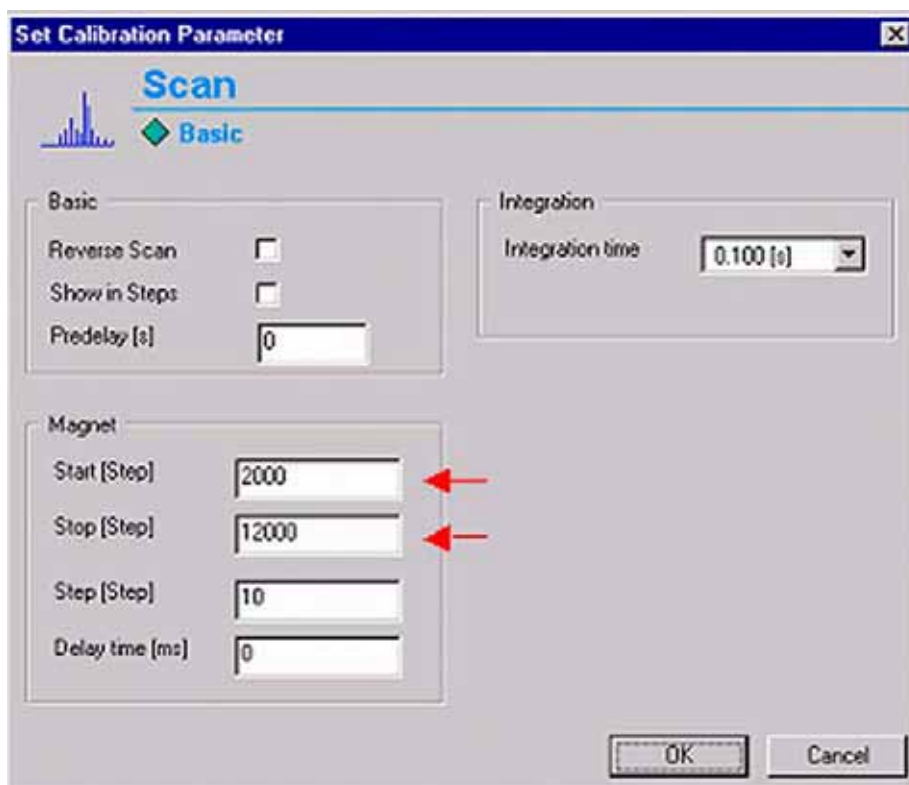 Set Calibration Parameter
Scan
Basic
Basic
Reverse Scan
Show in Steps
Predelay [s] 0
Integration
Integration time 0.100 [s]
Magnet
Start [Step] 2000
Stop [Step] 12000
Step [Step] 10
Delay time [ms] 0
OK Cancel